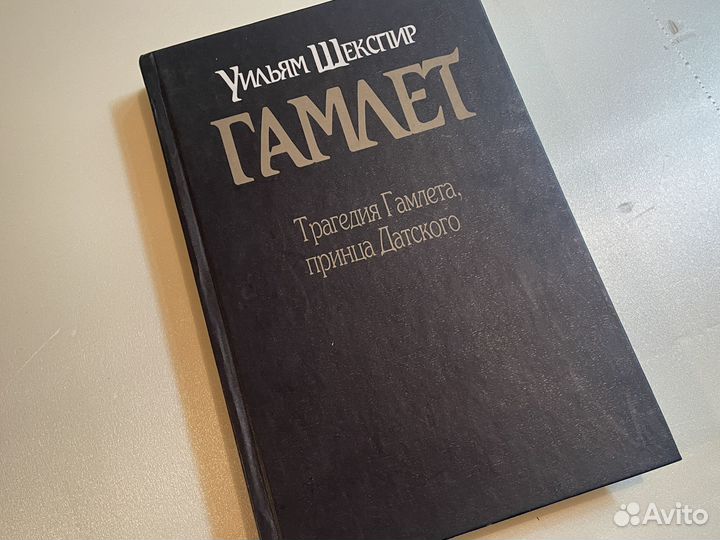 Уильям Шекспир
ГАМЛЕТ
Трагедия Гамлета,
принца Датского
Avito